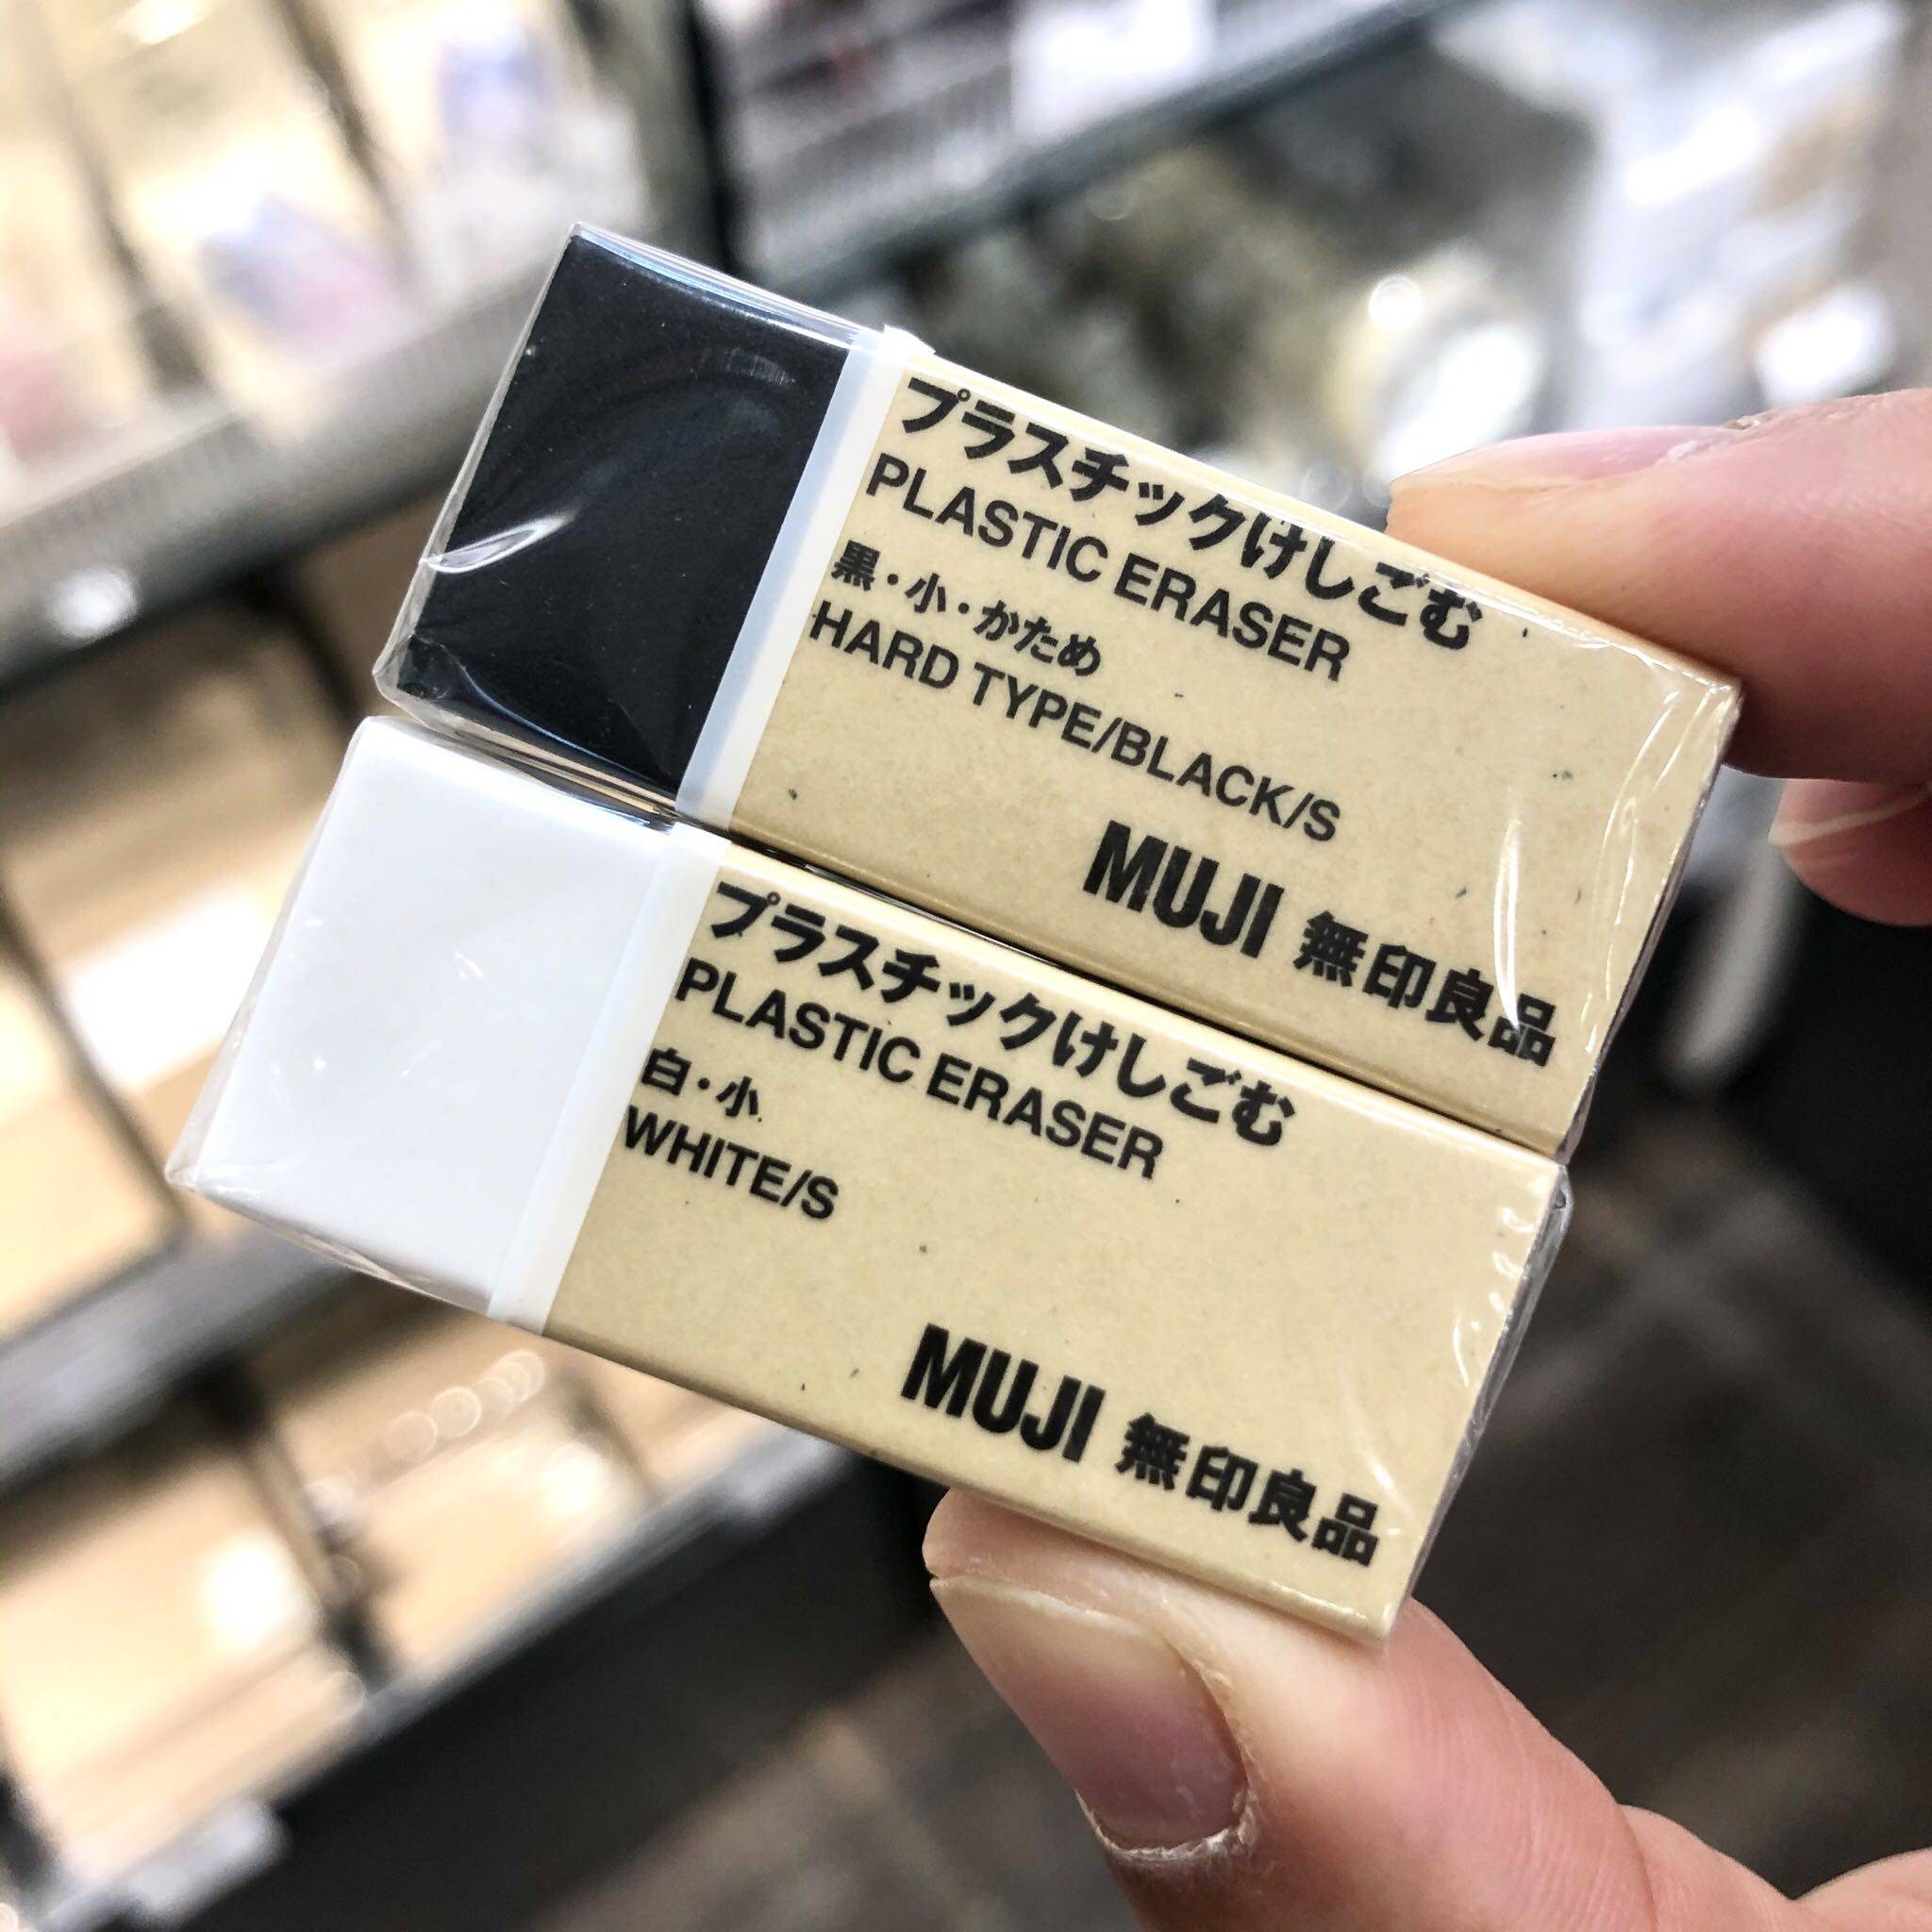 プラスチックけしごむ
PLASTIC ERASER
黒・小・かため
HARD TYPE/BLACK/S
MUJI 無印良品
プラスチックけしごむ
PLASTIC ERASER
白・小
WHITE/S
MUJI 無印良品